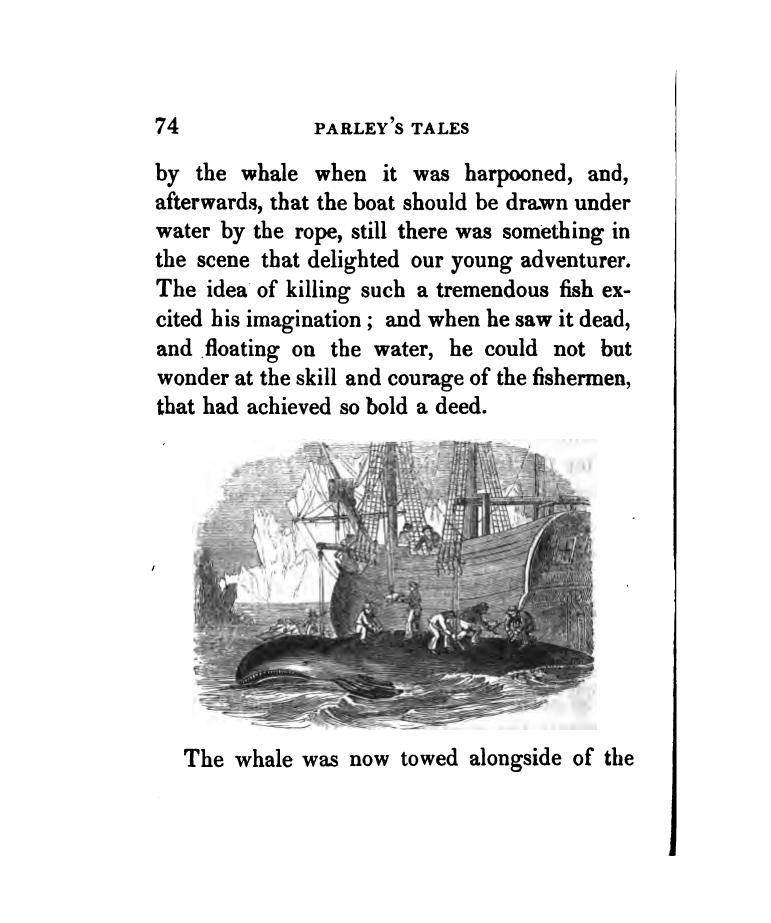 74 PARLEY'S TALES
by the whale when it was harpooned, and,
afterwards, that the boat should be drawn under
water by the rope, still there was something in
the scene that delighted our young adventurer.
The idea of killing such a tremendous fish ex-
cited his imagination ; and when he saw it dead,
and floating on the water, he could not but
wonder at the skill and courage of the fishermen,
that had achieved so bold a deed.
The whale was now towed alongside of the